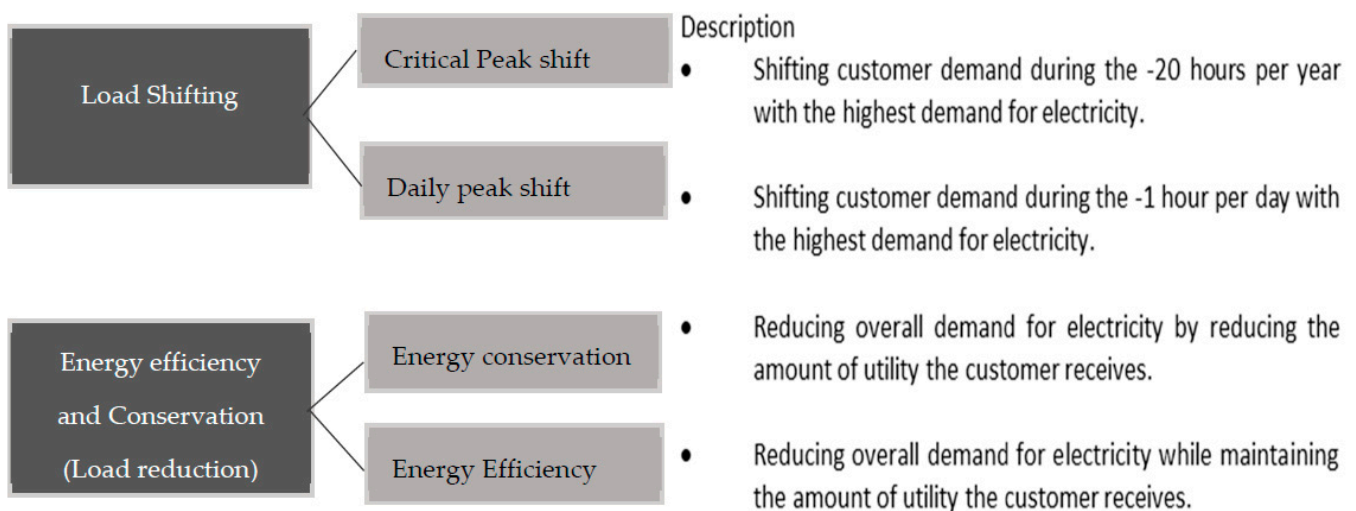 Description
Load Shifting
Critical Peak shift
• Shifting customer demand during the -20 hours per year
with the highest demand for electricity.
Daily peak shift
• Shifting customer demand during the -1 hour per day with
the highest demand for electricity.
Energy efficiency
and Conservation
(Load reduction)
Energy conservation
• Reducing overall demand for electricity by reducing the
amount of utility the customer receives.
Energy Efficiency
• Reducing overall demand for electricity while maintaining
the amount of utility the customer receives.